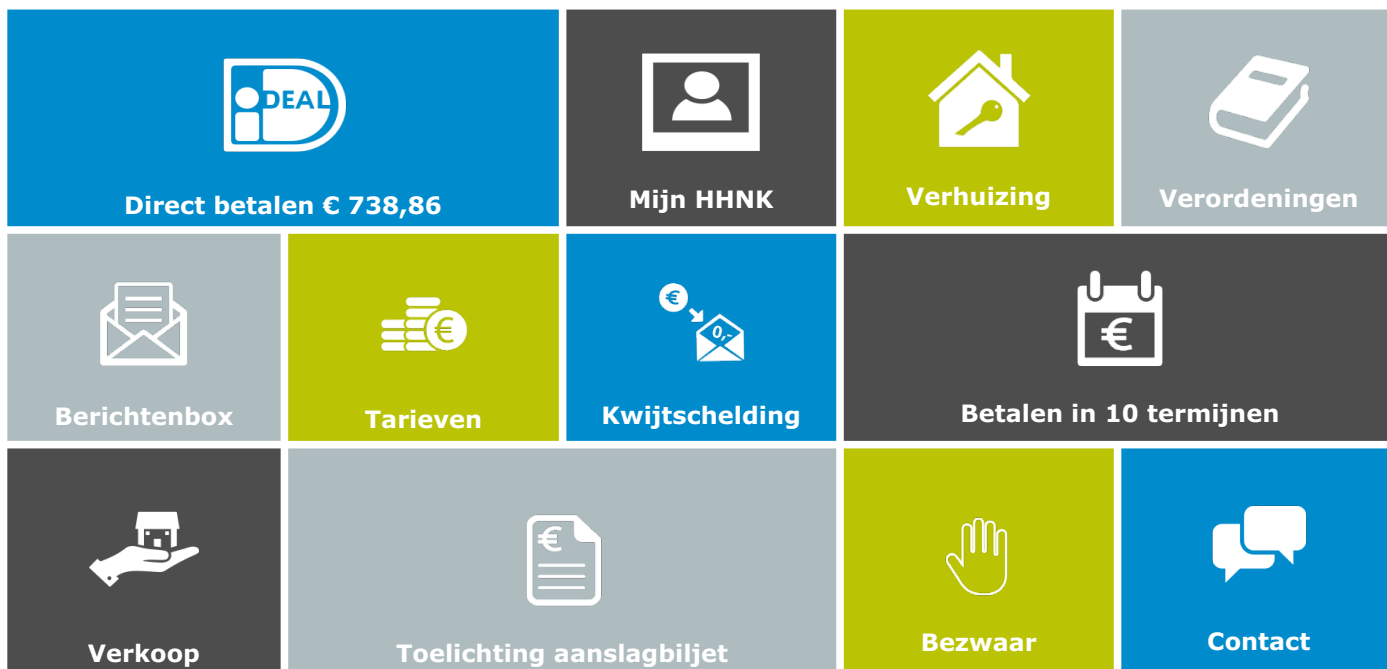 iDEAL
Direct betalen € 738,86
Mijn HHNK
Verhuizing
Verordeningen
Berichtenbox
€
Tarieven
€
0,-
Kwijtschelding
€
Betalen in 10 termijnen
Verkoop
€
Toelichting aanslagbiljet
Bezwaar
Contact